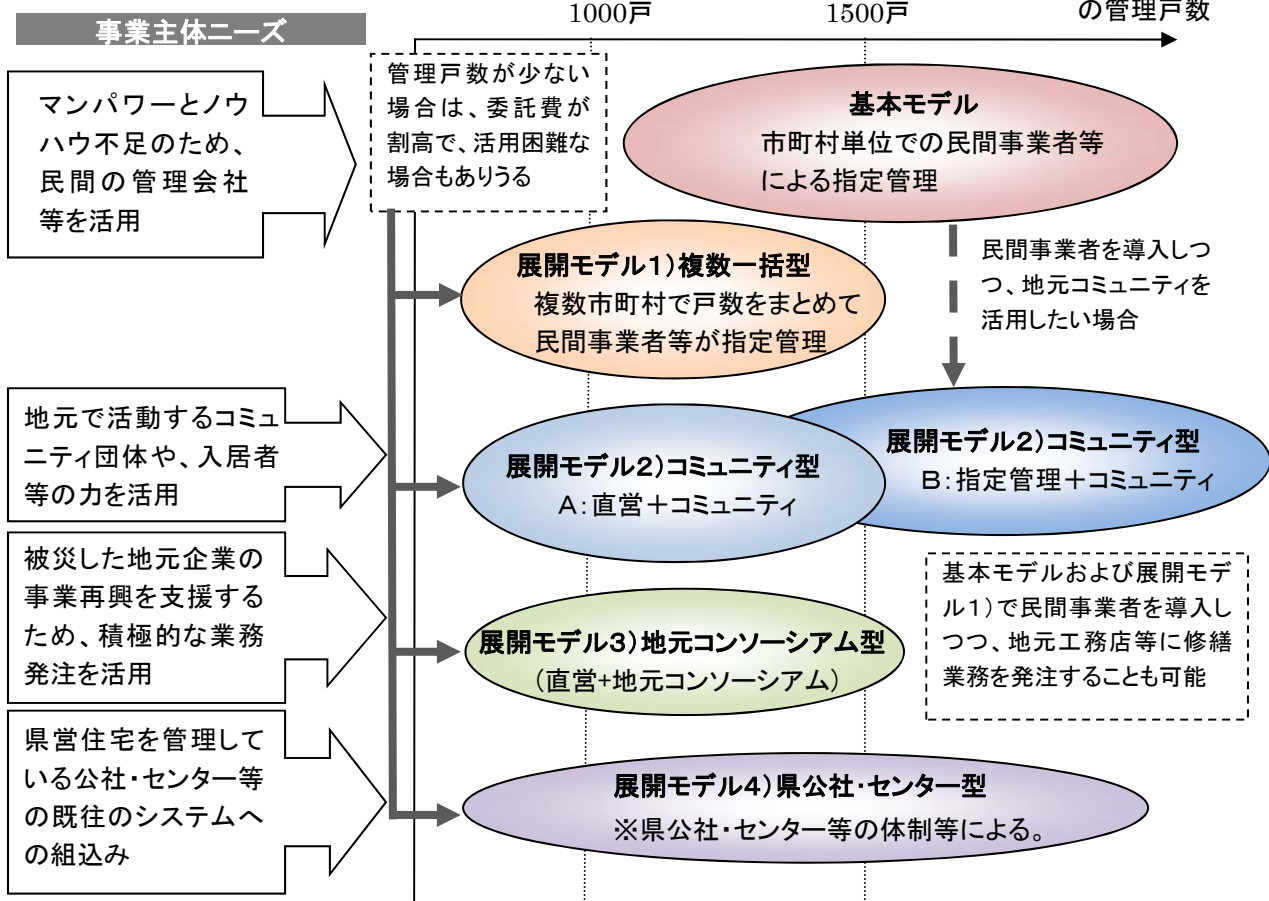 1000戸
1500戸
の管理戸数
事業主体ニーズ
マンパワーとノウ
ハウ不足のため、
民間の管理会社
等を活用
管理戸数が少ない
場合は、委託費が
割高で、活用困難な
場合もありうる
基本モデル
市町村単位での民間事業者等
による指定管理
展開モデル1)複数一括型
複数市町村で戸数をまとめて
民間事業者等が指定管理
民間事業者を導入しつ
つ、地元コミュニティを
活用したい場合
地元で活動するコミュ
ニティ団体や、入居者
等の力を活用
展開モデル2)コミュニティ型
A:直営+コミュニティ
展開モデル2)コミュニティ型
B:指定管理+コミュニティ
被災した地元企業の
事業再興を支援する
ため、積極的な業務
発注を活用
展開モデル3)地元コンソーシアム型
(直営+地元コンソーシアム)
基本モデルおよび展開モデ
ル1)で民間事業者を導入し
つつ、地元工務店等に修繕
業務を発注することも可能
県営住宅を管理して
いる公社・センター等
の既往のシステムへ
の組込み
展開モデル4)県公社・センター型
※県公社・センター等の体制等による。